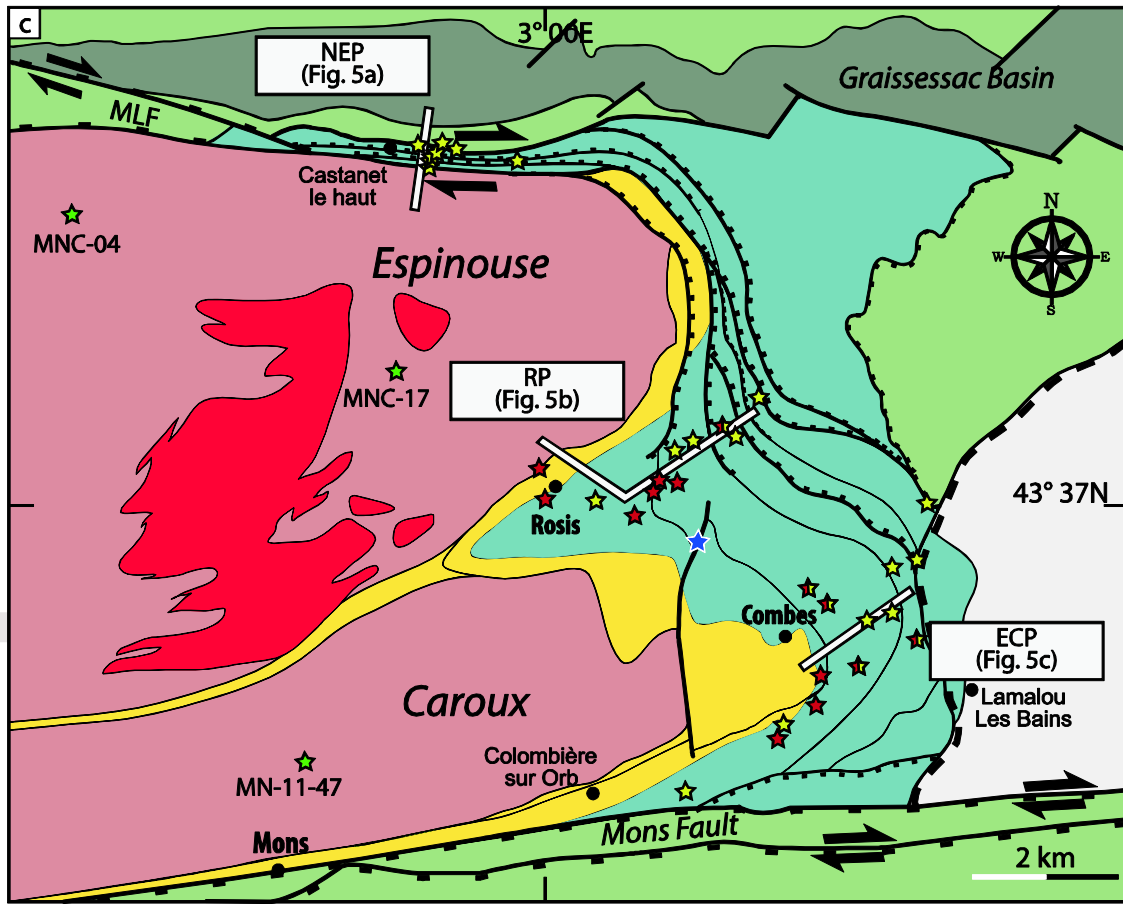 c
3° 00E
NEP
(Fig. 5a)
Graissessac Basin
MLF
Castanet
le haut
N
W
E
S
MNC-04
Espinouse
RP
(Fig. 5b)
MNC-17
43° 37N
Rosis
Combes
ECP
(Fig. 5c)
Caroux
Lamalou
Les Bains
Colombière
sur Orb
MN-11-47
Mons Fault
Mons
2 km